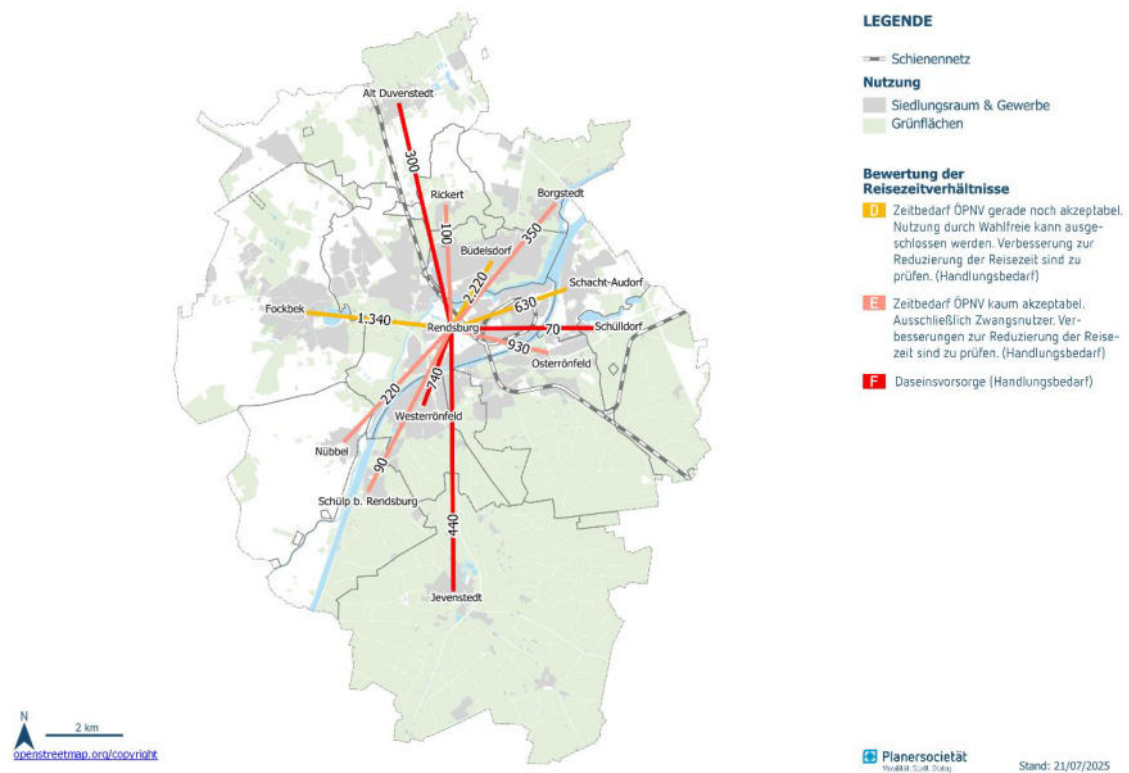 Alt Duvenstedt
300
Rickert
Borgstedt
100
350
Büdelsdorf
2.220
Schacht-Audorf
630
Fockbek
1.340
Rendsburg
70
Schülldorf
930
Osterrönfeld
740
220
Westerrönfeld
Nübbel
90
Schülp b. Rendsburg
440
Jevenstedt
N
2 km
openstreetmap.org/copyright
LEGENDE
Schienennetz
Nutzung
Siedlungsraum & Gewerbe
Grünflächen
Bewertung der
Reisezeitverhältnisse
D Zeitbedarf ÖPNV gerade noch akzeptabel.
Nutzung durch Wahlfreie kann ausge-
schlossen werden. Verbesserung zur
Reduzierung der Reisezeit sind zu
prüfen. (Handlungsbedarf)
E Zeitbedarf ÖPNV kaum akzeptabel.
Ausschließlich Zwangsnutzer. Ver-
besserungen zur Reduzierung der Reise-
zeit sind zu prüfen. (Handlungsbedarf)
F Daseinsvorsorge (Handlungsbedarf)
Planersocietät
Mobilität. Stadt. Dialog.
Stand: 21/07/2025